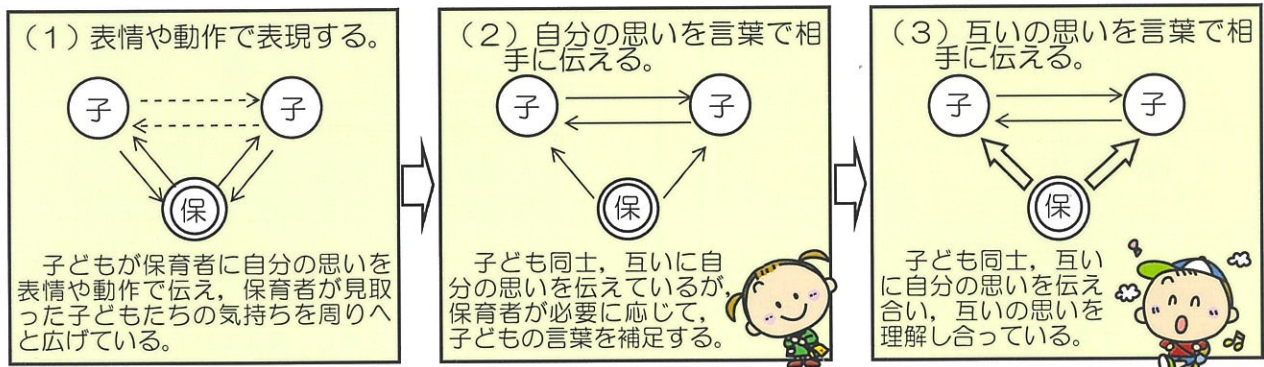 （１）表情や動作で表現する。
子
子
保
子どもが保育者に自分の思いを
表情や動作で伝え，保育者が見取
った子どもたちの気持ちを周りへ
と広げている。
（２）自分の思いを言葉で相
手に伝える。
子
子
保
子ども同士，互いに自
分の思いを伝えているが，
保育者が必要に応じて，
子どもの言葉を補足する。
（３）互いの思いを言葉で相
手に伝える。
子
子
保
子ども同士，互い
に自分の思いを伝え
合い，互いの思いを
理解し合っている。